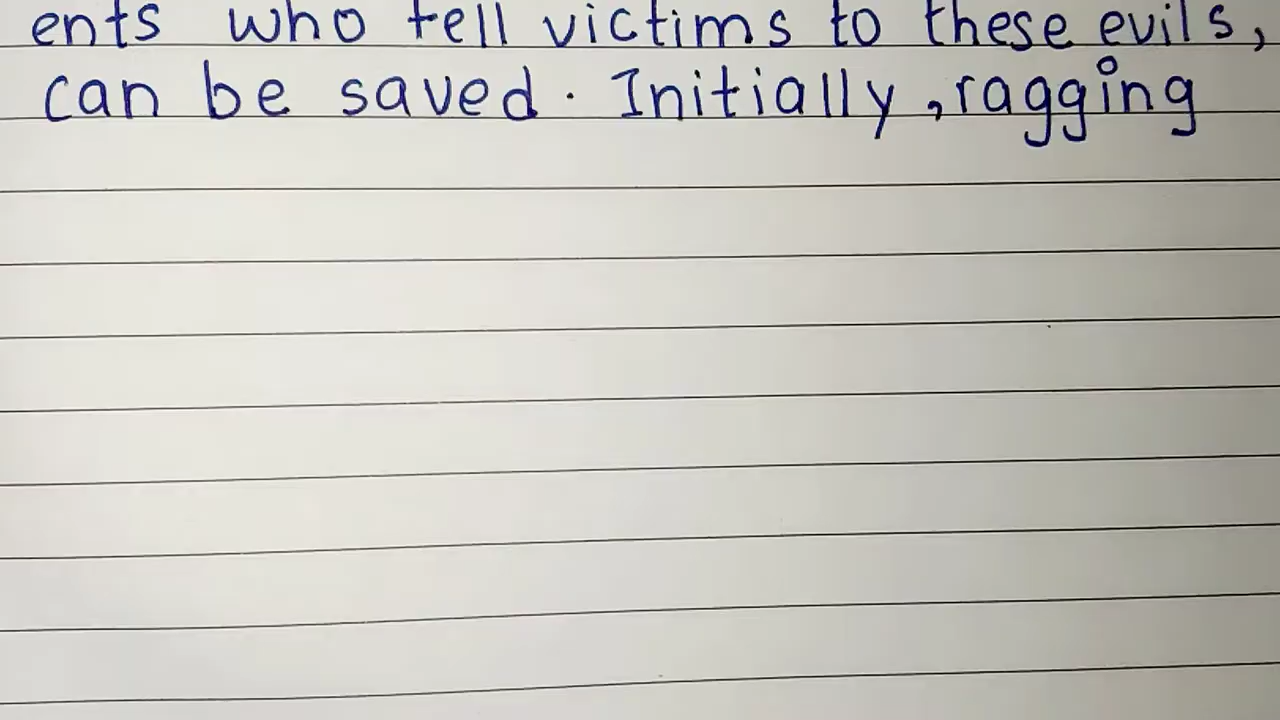 ents who fell victims to these evils,
can be saved. Initially, ragging